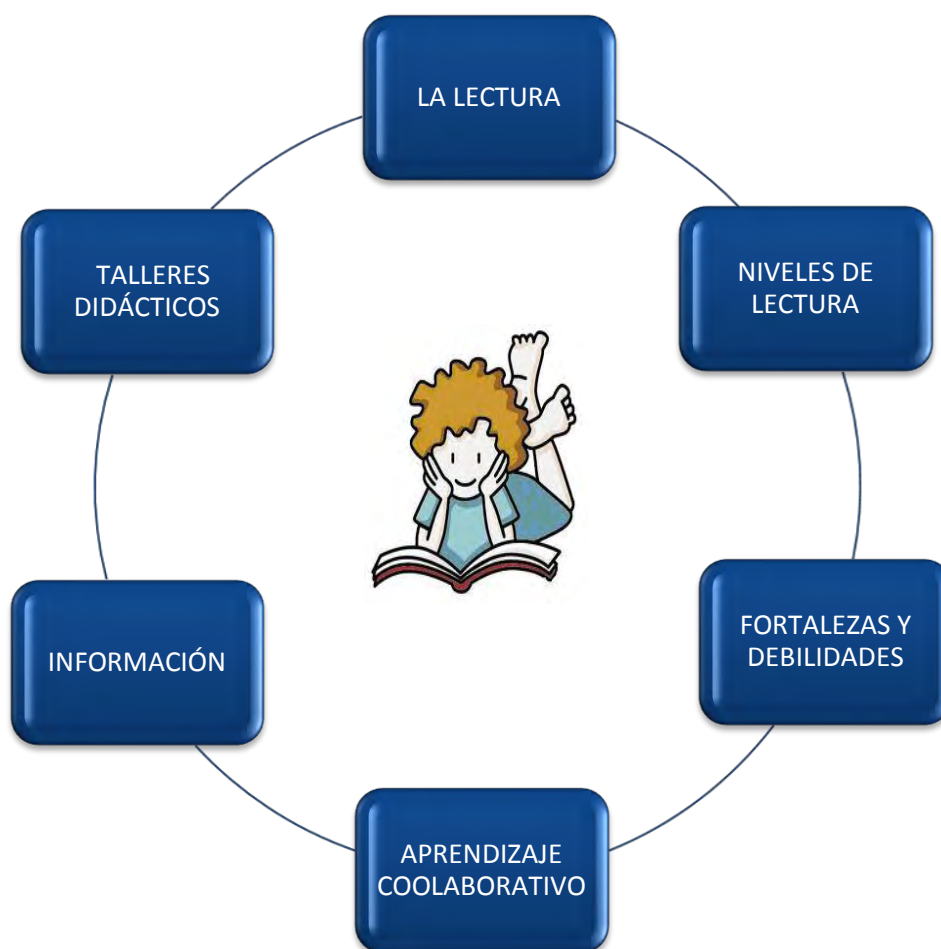 LA LECTURA
NIVELES DE
LECTURA
FORTALEZAS Y
DEBILIDADES
APRENDIZAJE
COOLABORATIVO
INFORMACIÓN
TALLERES
DIDÁCTICOS